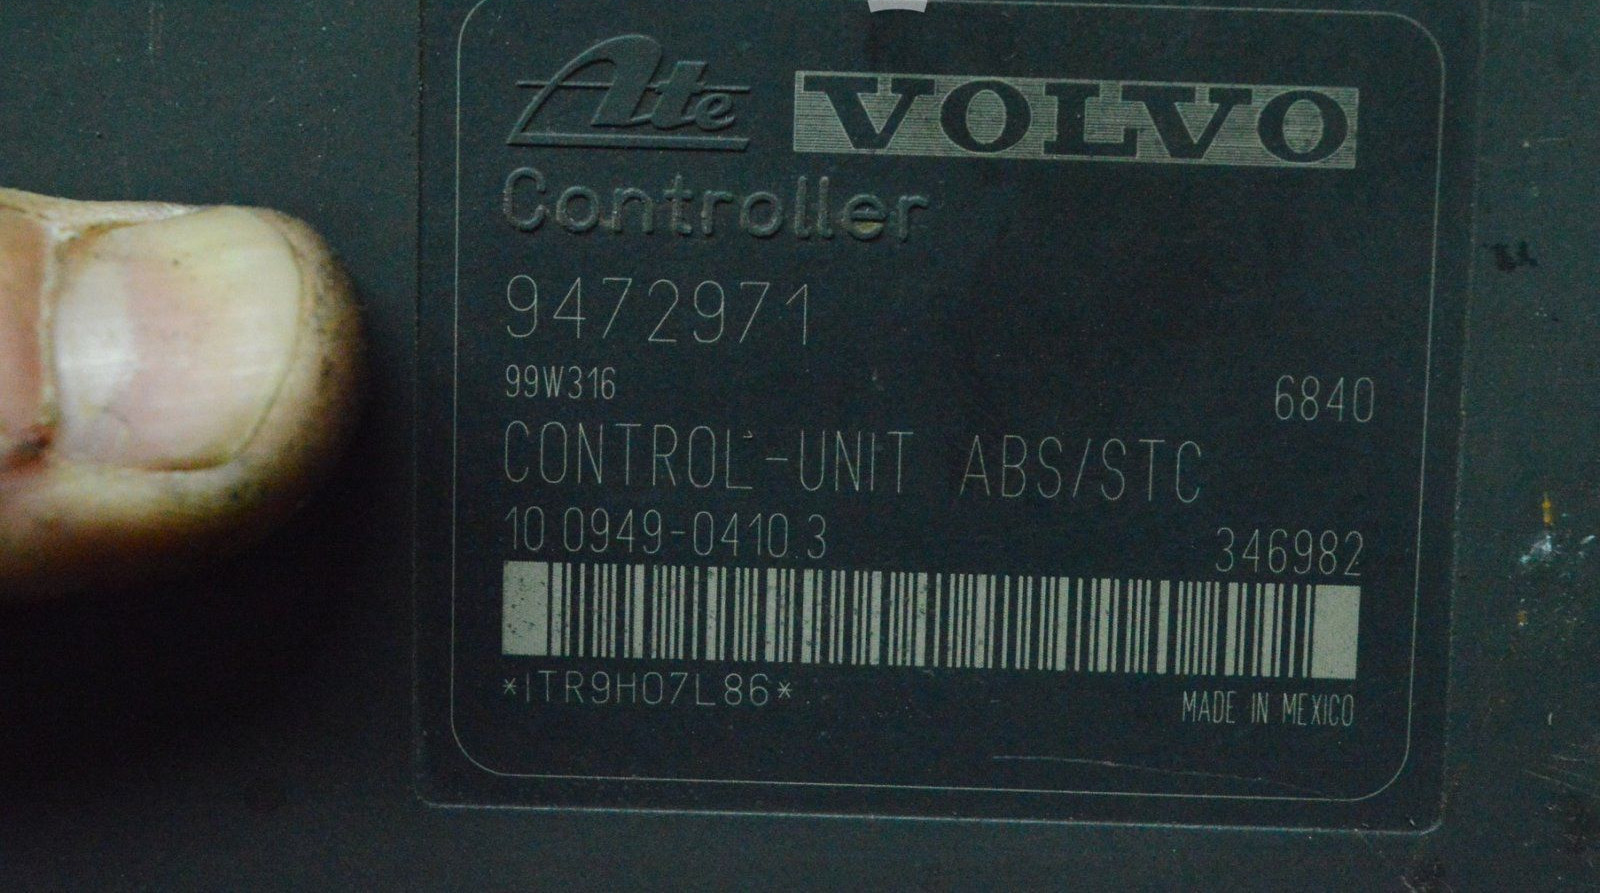 Ate VOLVO
Controller
9472971
99W316 6840
CONTROL-UNIT ABS/STC
10.0949-0410.3 346982
*ITR9H07L86*
MADE IN MEXICO